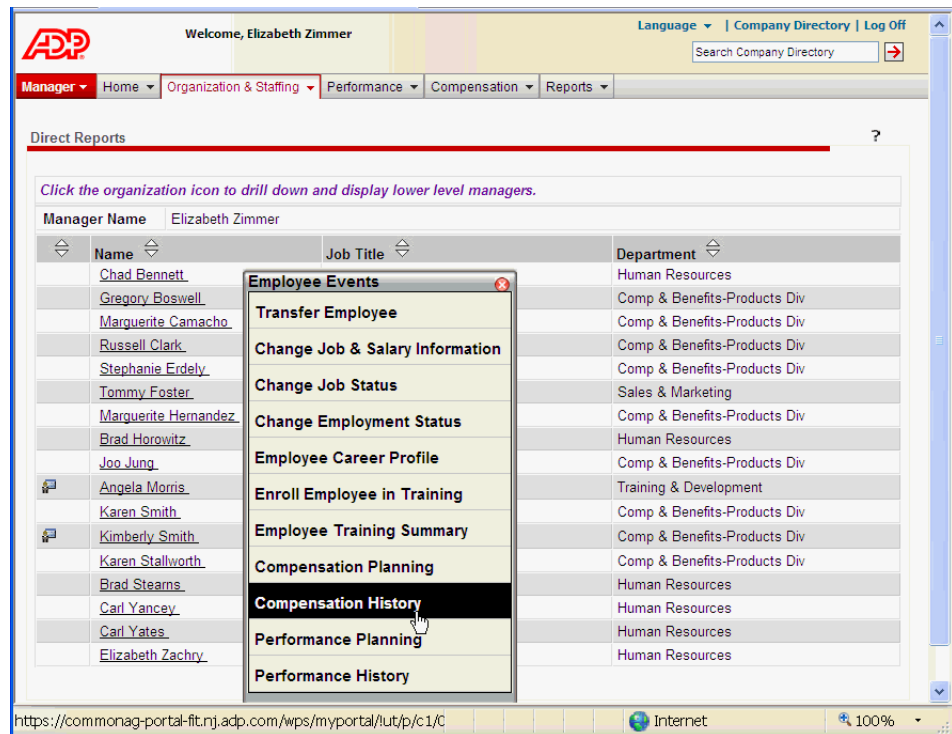 Language | Company Directory | Log Off
ADP Welcome, Elizabeth Zimmer
Search Company Directory
Manager Home Organization & Staffing Performance Compensation Reports
Direct Reports ?
Click the organization icon to drill down and display lower level managers.
Manager Name Elizabeth Zimmer
Name Job Title Department
Chad Bennett Human Resources
Gregory Boswell Comp & Benefits-Products Div
Marguerite Camacho Comp & Benefits-Products Div
Russell Clark Comp & Benefits-Products Div
Stephanie Erdely Comp & Benefits-Products Div
Tommy Foster Sales & Marketing
Marguerite Hernandez Comp & Benefits-Products Div
Brad Horowitz Human Resources
Joo Jung Comp & Benefits-Products Div
Angela Morris Training & Development
Karen Smith Comp & Benefits-Products Div
Kimberly Smith Comp & Benefits-Products Div
Karen Stallworth Comp & Benefits-Products Div
Brad Stearns Human Resources
Carl Yancey Human Resources
Carl Yates Human Resources
Elizabeth Zachry Human Resources
Employee Events
Transfer Employee
Change Job & Salary Information
Change Job Status
Change Employment Status
Employee Career Profile
Enroll Employee in Training
Employee Training Summary
Compensation Planning
Compensation History
Performance Planning
Performance History
https://commonag-portal-fit.nj.adp.com/wps/myportal/!ut/p/c1/0 Internet 100%